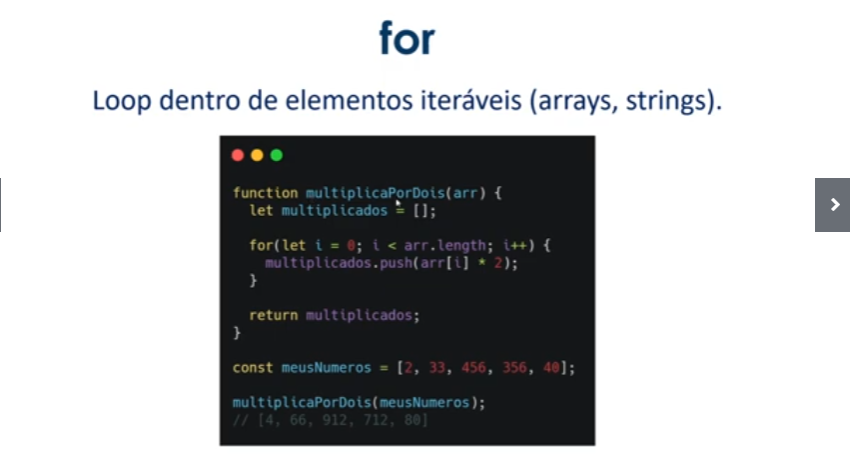 for
Loop dentro de elementos iteráveis (arrays, strings).
function multiplicaPorDois(arr) {
let multiplicados = [];
for(let i = 0; i < arr.length; i++) {
multiplicados.push(arr[i] * 2);
}
return multiplicados;
}
const meusNumeros = [2, 33, 456, 356, 40];
multiplicaPorDois(meusNumeros);
// [4, 66, 912, 712, 80]